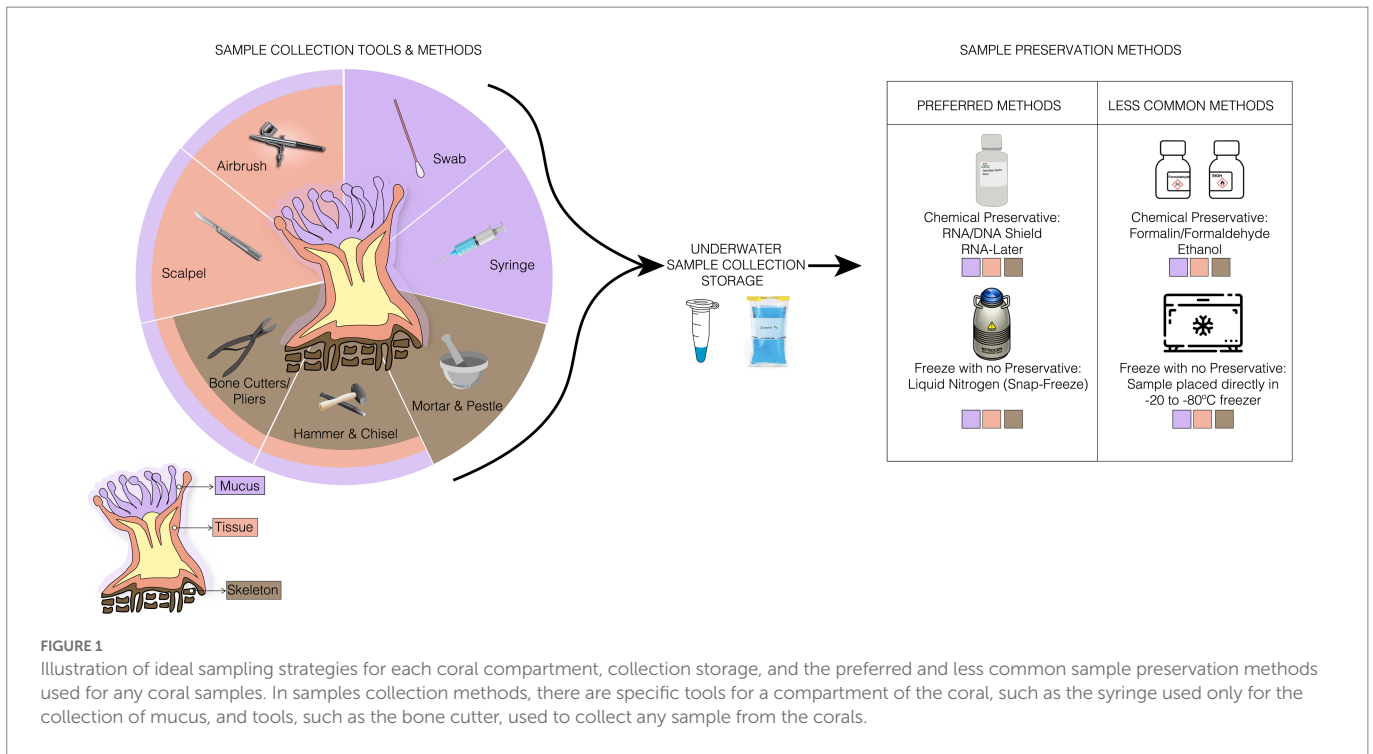 SAMPLE COLLECTION TOOLS & METHODS
Airbrush
Swab
Scalpel
Syringe
Bone Cutters/
Pliers
Hammer & Chisel
Mortar & Pestle
Mucus
Tissue
Skeleton
UNDERWATER
SAMPLE COLLECTION
STORAGE
SAMPLE PRESERVATION METHODS
PREFERRED METHODS
LESS COMMON METHODS
Chemical Preservative:
RNA/DNA Shield
RNA-Later
Formaldehyde
EtOH
Chemical Preservative:
Formalin/Formaldehyde
Ethanol
NITROGEN
Freeze with no Preservative:
Liquid Nitrogen (Snap-Freeze)
Freeze with no Preservative:
Sample placed directly in
-20 to -80ºC freezer
FIGURE 1
Illustration of ideal sampling strategies for each coral compartment, collection storage, and the preferred and less common sample preservation methods
used for any coral samples. In samples collection methods, there are specific tools for a compartment of the coral, such as the syringe used only for the
collection of mucus, and tools, such as the bone cutter, used to collect any sample from the corals.